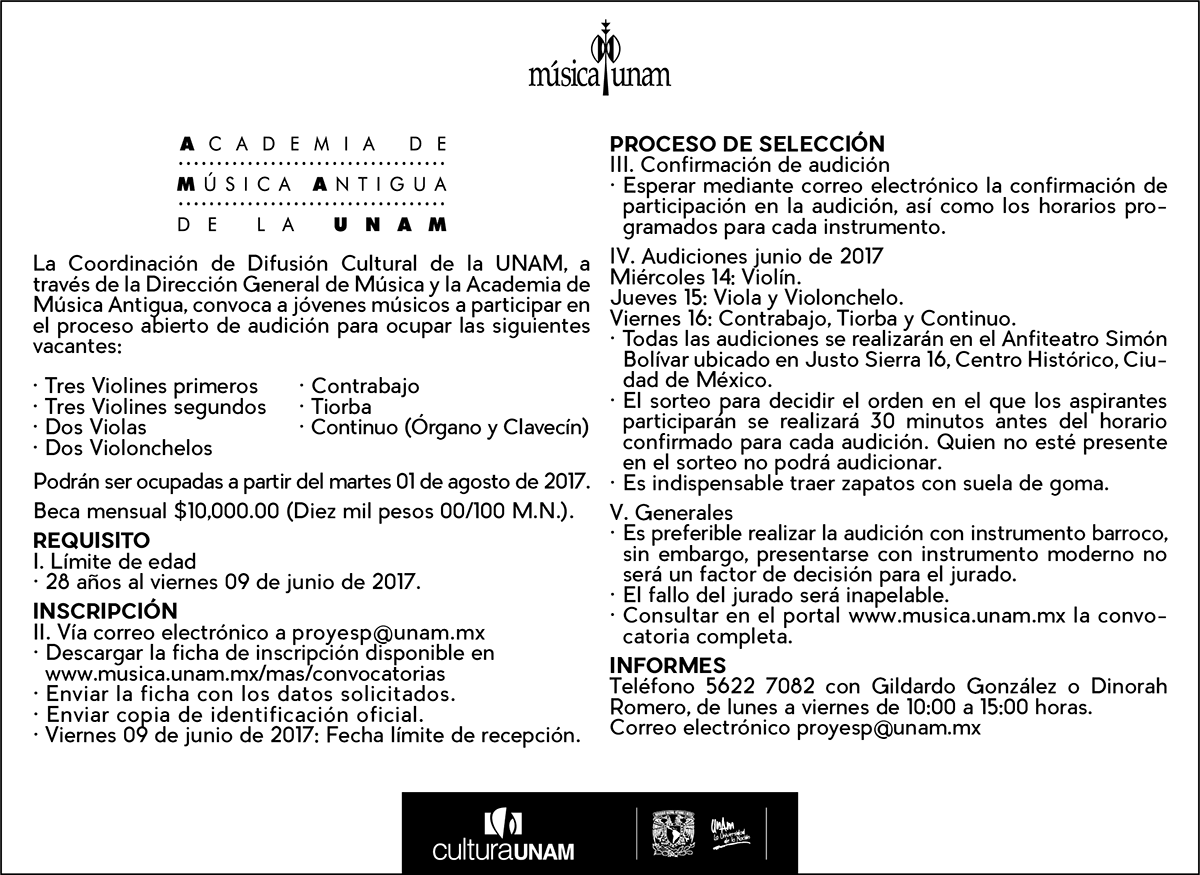 música unam
ACADEMIA DE
MÚSICA ANTIGUA
DE LA UNAM
La Coordinación de Difusión Cultural de la UNAM, a
través de la Dirección General de Música y la Academia de
Música Antigua, convoca a jóvenes músicos a participar en
el proceso abierto de audición para ocupar las siguientes
vacantes:
· Tres Violines primeros
· Tres Violines segundos
· Dos Violas
· Dos Violonchelos
· Contrabajo
· Tiorba
· Continuo (Órgano y Clavecín)
Podrán ser ocupadas a partir del martes 01 de agosto de 2017.
Beca mensual $10,000.00 (Diez mil pesos 00/100 M.N.).
REQUISITO
I. Límite de edad
· 28 años al viernes 09 de junio de 2017.
INSCRIPCIÓN
II. Vía correo electrónico a proyesp@unam.mx
· Descargar la ficha de inscripción disponible en
www.musica.unam.mx/mas/convocatorias
· Enviar la ficha con los datos solicitados.
· Enviar copia de identificación oficial.
· Viernes 09 de junio de 2017: Fecha límite de recepción.
PROCESO DE SELECCIÓN
III. Confirmación de audición
· Esperar mediante correo electrónico la confirmación de
participación en la audición, así como los horarios pro-
gramados para cada instrumento.
IV. Audiciones junio de 2017
Miércoles 14: Violín.
Jueves 15: Viola y Violonchelo.
Viernes 16: Contrabajo, Tiorba y Continuo.
· Todas las audiciones se realizarán en el Anfiteatro Simón
Bolívar ubicado en Justo Sierra 16, Centro Histórico, Ciu-
dad de México.
· El sorteo para decidir el orden en el que los aspirantes
participarán se realizará 30 minutos antes del horario
confirmado para cada audición. Quien no esté presente
en el sorteo no podrá audicionar.
· Es indispensable traer zapatos con suela de goma.
V. Generales
· Es preferible realizar la audición con instrumento barroco,
sin embargo, presentarse con instrumento moderno no
será un factor de decisión para el jurado.
· El fallo del jurado será inapelable.
· Consultar en el portal www.musica.unam.mx la convo-
catoria completa.
INFORMES
Teléfono 5622 7082 con Gildardo González o Dinorah
Romero, de lunes a viernes de 10:00 a 15:00 horas.
Correo electrónico proyesp@unam.mx
culturaUNAM
UNAM
La Universidad
de la Nación